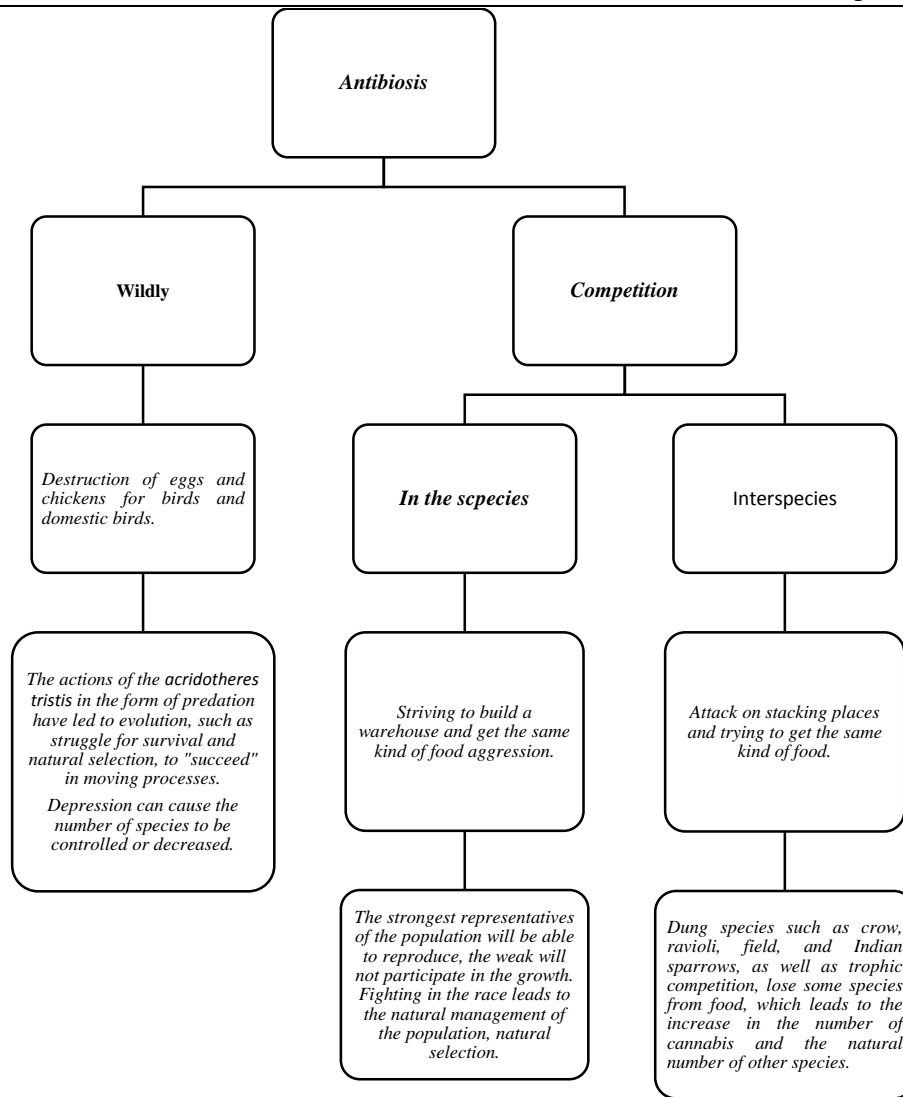 Antibiosis
Wildly
Competition
Destruction of eggs and
chickens for birds and
domestic birds.
In the scpecies
Interspecies
The actions of the acridotheres
tristis in the form of predation
have led to evolution, such as
struggle for survival and
natural selection, to "succeed"
in moving processes.
Depression can cause the
number of species to be
controlled or decreased.
Striving to build a
warehouse and get the same
kind of food aggression.
Attack on stacking places
and trying to get the same
kind of food.
The strongest representatives
of the population will be able
to reproduce, the weak will
not participate in the growth.
Fighting in the race leads to
the natural management of
the population, natural
selection.
Dung species such as crow,
ravioli, field, and Indian
sparrows, as well as trophic
competition, lose some species
from food, which leads to the
increase in the number of
cannabis and the natural
number of other species.